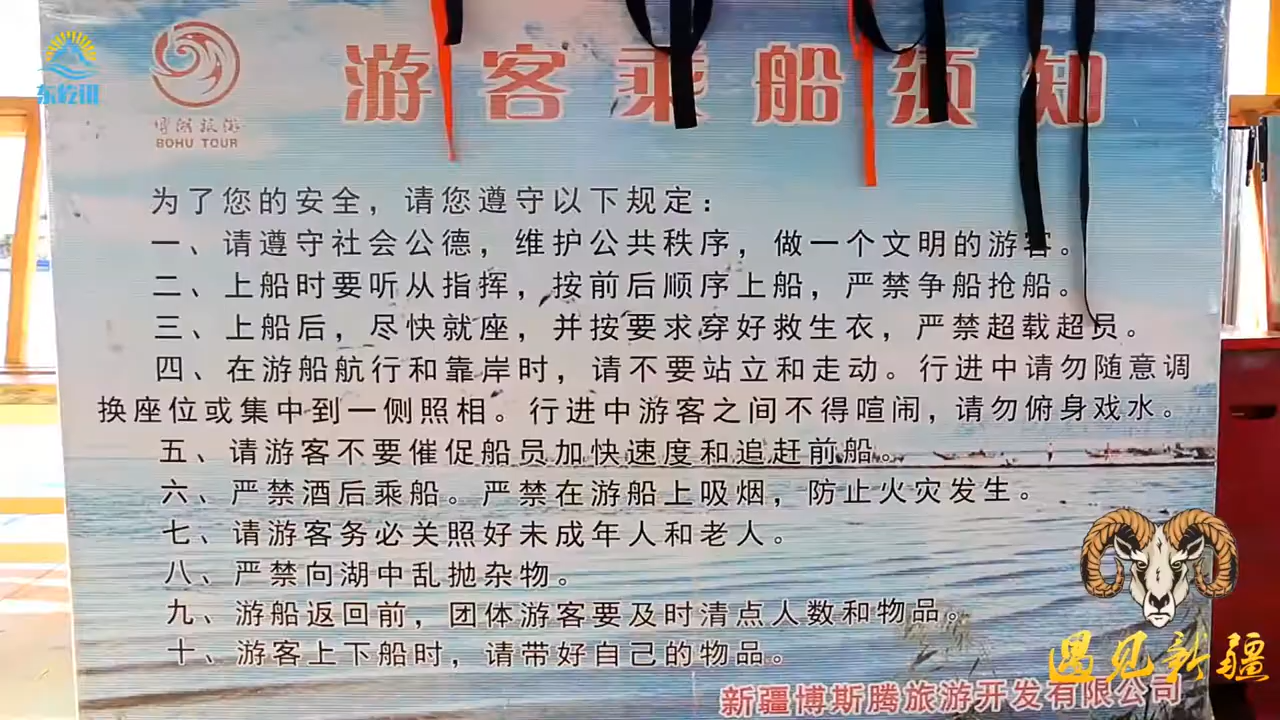 东屹讯
博湖旅游
BOHU TOUR
游客乘船须知
为了您的安全，请您遵守以下规定：
一、请遵守社会公德，维护公共秩序，做一个文明的游客。
二、上船时要听从指挥，按前后顺序上船，严禁争船抢船。
三、上船后，尽快就座，并按要求穿好救生衣，严禁超载超员。
四、在游船航行和靠岸时，请不要站立和走动。行进中请勿随意调
换座位或集中到一侧照相。行进中游客之间不得喧闹，请勿俯身戏水。
五、请游客不要催促船员加快速度和追赶前船。
六、严禁酒后乘船。严禁在游船上吸烟，防止火灾发生。
七、请游客务必关照好未成年人和老人。
八、严禁向湖中乱抛杂物。
九、游船返回前，团体游客要及时清点人数和物品。
十、游客上下船时，请带好自己的物品。
新疆博斯腾旅游开发有限公司
遇见新疆